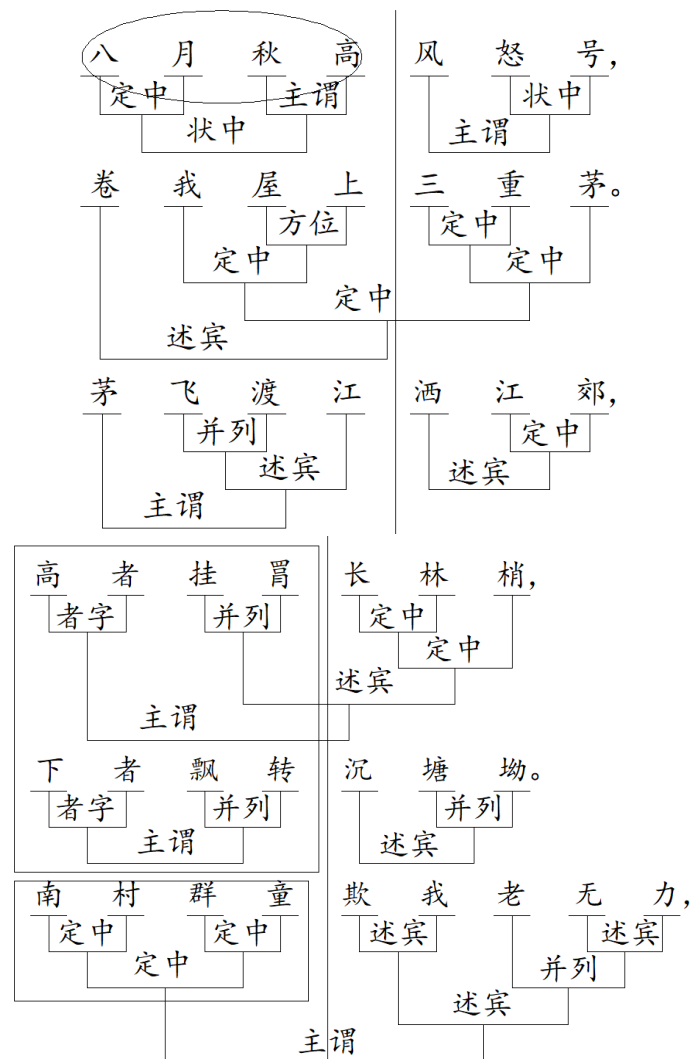 八月秋高 风怒号，
定中 主谓 状中
状中 主谓
卷我屋上 三重茅。
方位 定中
定中 定中
定中
述宾
茅飞渡江 洒江郊，
并列 定中
述宾 述宾
主谓
高者挂罥 长林梢，
者字 并列 定中
定中
述宾
主谓
下者飘转 沉塘坳。
者字 并列 并列
主谓 述宾
南村群童 欺我老无力，
定中 定中 述宾 述宾
定中 并列
述宾
主谓